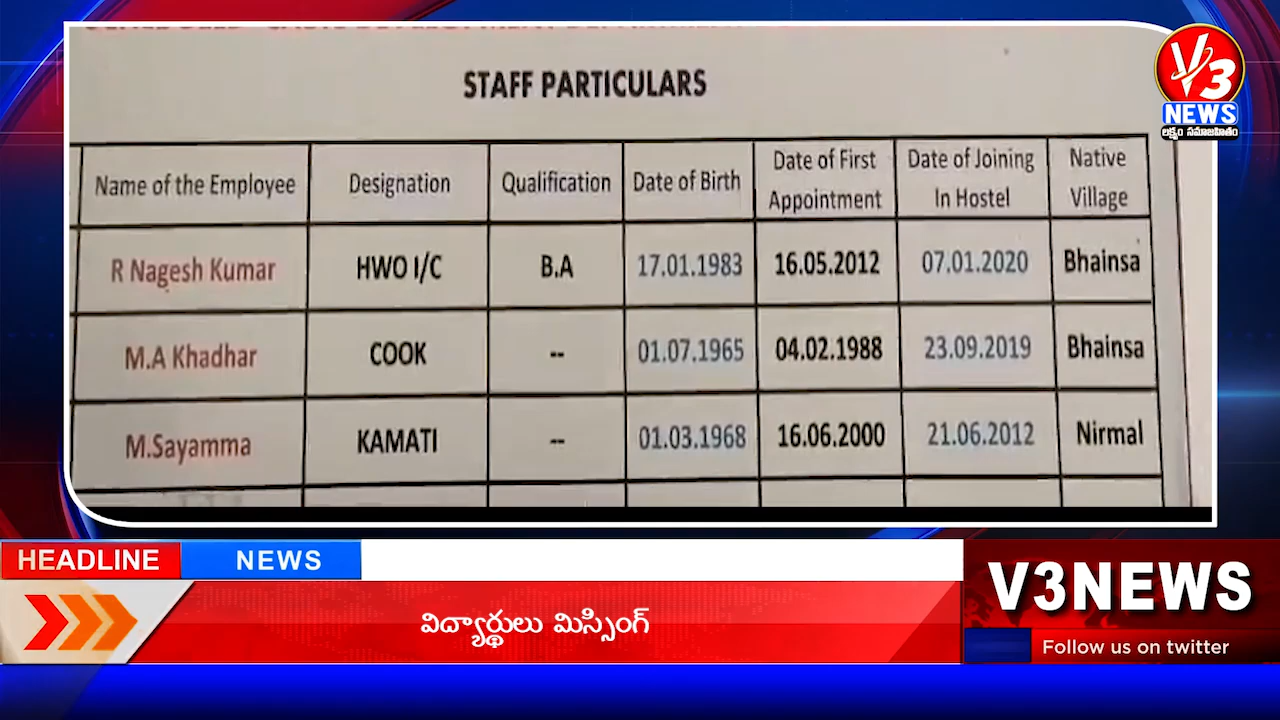 STAFF PARTICULARS
Name of the Employee Designation Qualification Date of Birth Date of First Appointment Date of Joining In Hostel Native Village
R Nagesh Kumar HWO I/C B.A 17.01.1983 16.05.2012 07.01.2020 Bhainsa
M.A Khadhar COOK -- 01.07.1965 04.02.1988 23.09.2019 Bhainsa
M.Sayamma KAMATI -- 01.03.1968 16.06.2000 21.06.2012 Nirmal
V3
NEWS
లక్ష్యం సమాజహితం
HEADLINE NEWS
విద్యార్థులు మిస్సింగ్
V3NEWS
Follow us on twitter